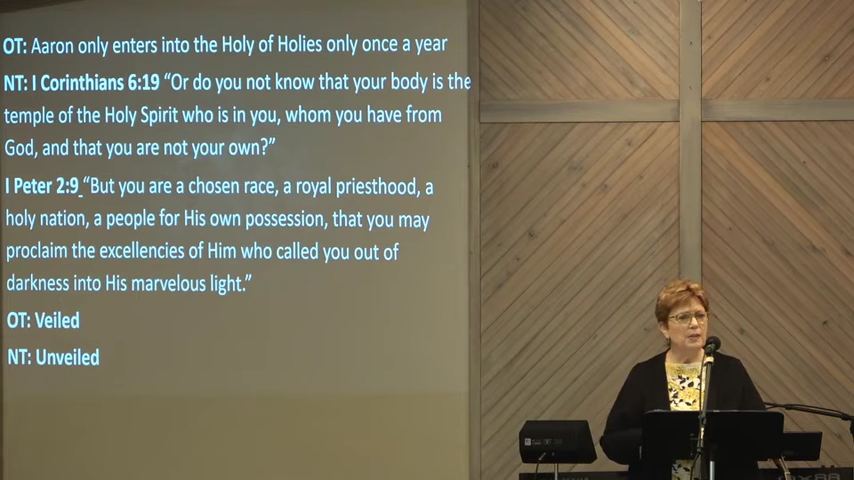 OT: Aaron only enters into the Holy of Holies only once a year
NT: I Corinthians 6:19 “Or do you not know that your body is the
temple of the Holy Spirit who is in you, whom you have from
God, and that you are not your own?”
I Peter 2:9 “But you are a chosen race, a royal priesthood, a
holy nation, a people for His own possession, that you may
proclaim the excellencies of Him who called you out of
darkness into His marvelous light.”
OT: Veiled
NT: Unveiled